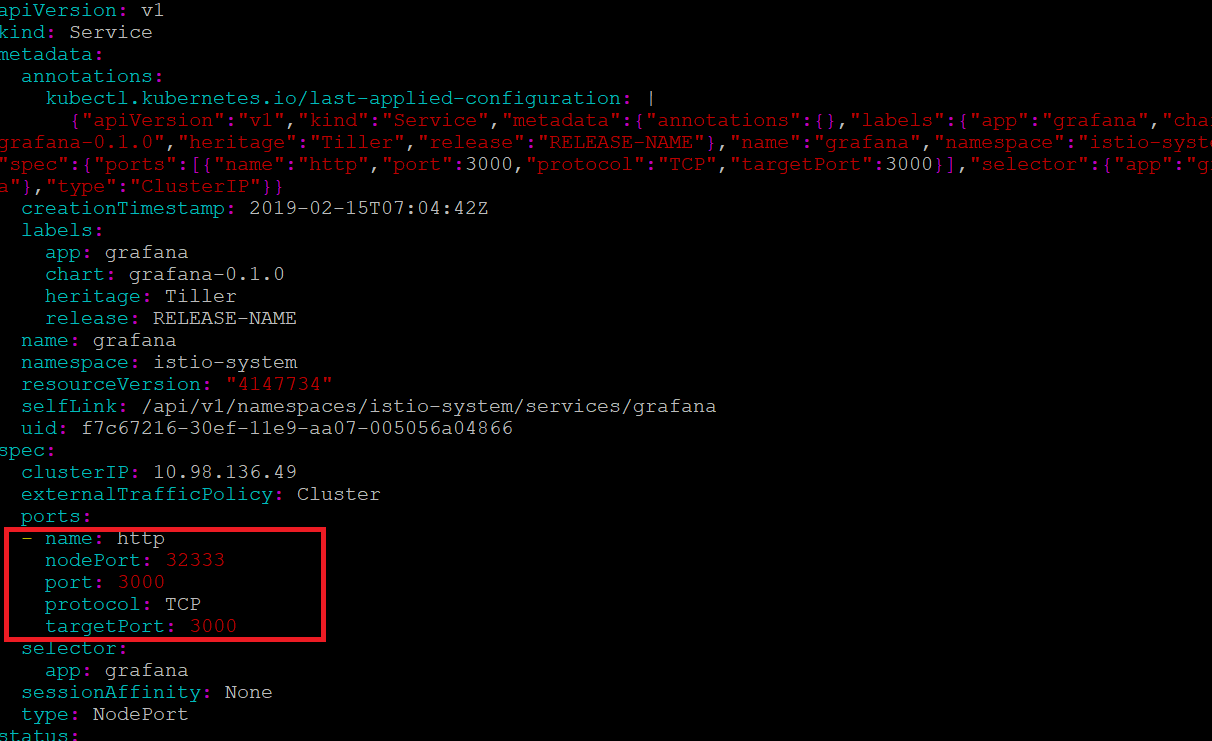 apiVersion: v1
kind: Service
metadata:
  annotations:
    kubectl.kubernetes.io/last-applied-configuration: |
      {"apiVersion":"v1","kind":"Service","metadata":{"annotations":{},"labels":{"app":"grafana","cha
grafana-0.1.0","heritage":"Tiller","release":"RELEASE-NAME"},"name":"grafana","namespace":"istio-syste
"spec":{"ports":[{"name":"http","port":3000,"protocol":"TCP","targetPort":3000}],"selector":{"app":"g
a"},"type":"ClusterIP"}}
  creationTimestamp: 2019-02-15T07:04:42Z
  labels:
    app: grafana
    chart: grafana-0.1.0
    heritage: Tiller
    release: RELEASE-NAME
  name: grafana
  namespace: istio-system
  resourceVersion: "4147734"
  selfLink: /api/v1/namespaces/istio-system/services/grafana
  uid: f7c67216-30ef-11e9-aa07-005056a04866
spec:
  clusterIP: 10.98.136.49
  externalTrafficPolicy: Cluster
  ports:
  - name: http
    nodePort: 32333
    port: 3000
    protocol: TCP
    targetPort: 3000
  selector:
    app: grafana
  sessionAffinity: None
  type: NodePort
status: